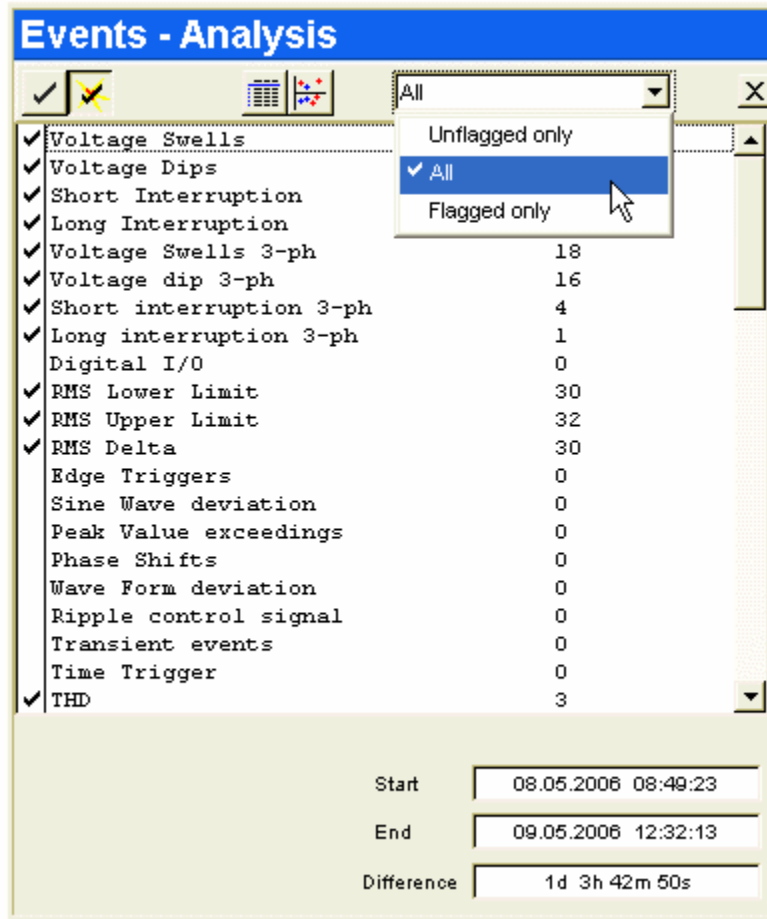 Events - Analysis
All
X
Unflagged only
All
Flagged only
Voltage Swells
Voltage Dips
Short Interruption
Long Interruption
Voltage Swells 3-ph 18
Voltage dip 3-ph 16
Short interruption 3-ph 4
Long interruption 3-ph 1
Digital I/O 0
RMS Lower Limit 30
RMS Upper Limit 32
RMS Delta 30
Edge Triggers 0
Sine Wave deviation 0
Peak Value exceedings 0
Phase Shifts 0
Wave Form deviation 0
Ripple control signal 0
Transient events 0
Time Trigger 0
THD 3
Start 08.05.2006 08:49:23
End 09.05.2006 12:32:13
Difference 1d 3h 42m 50s